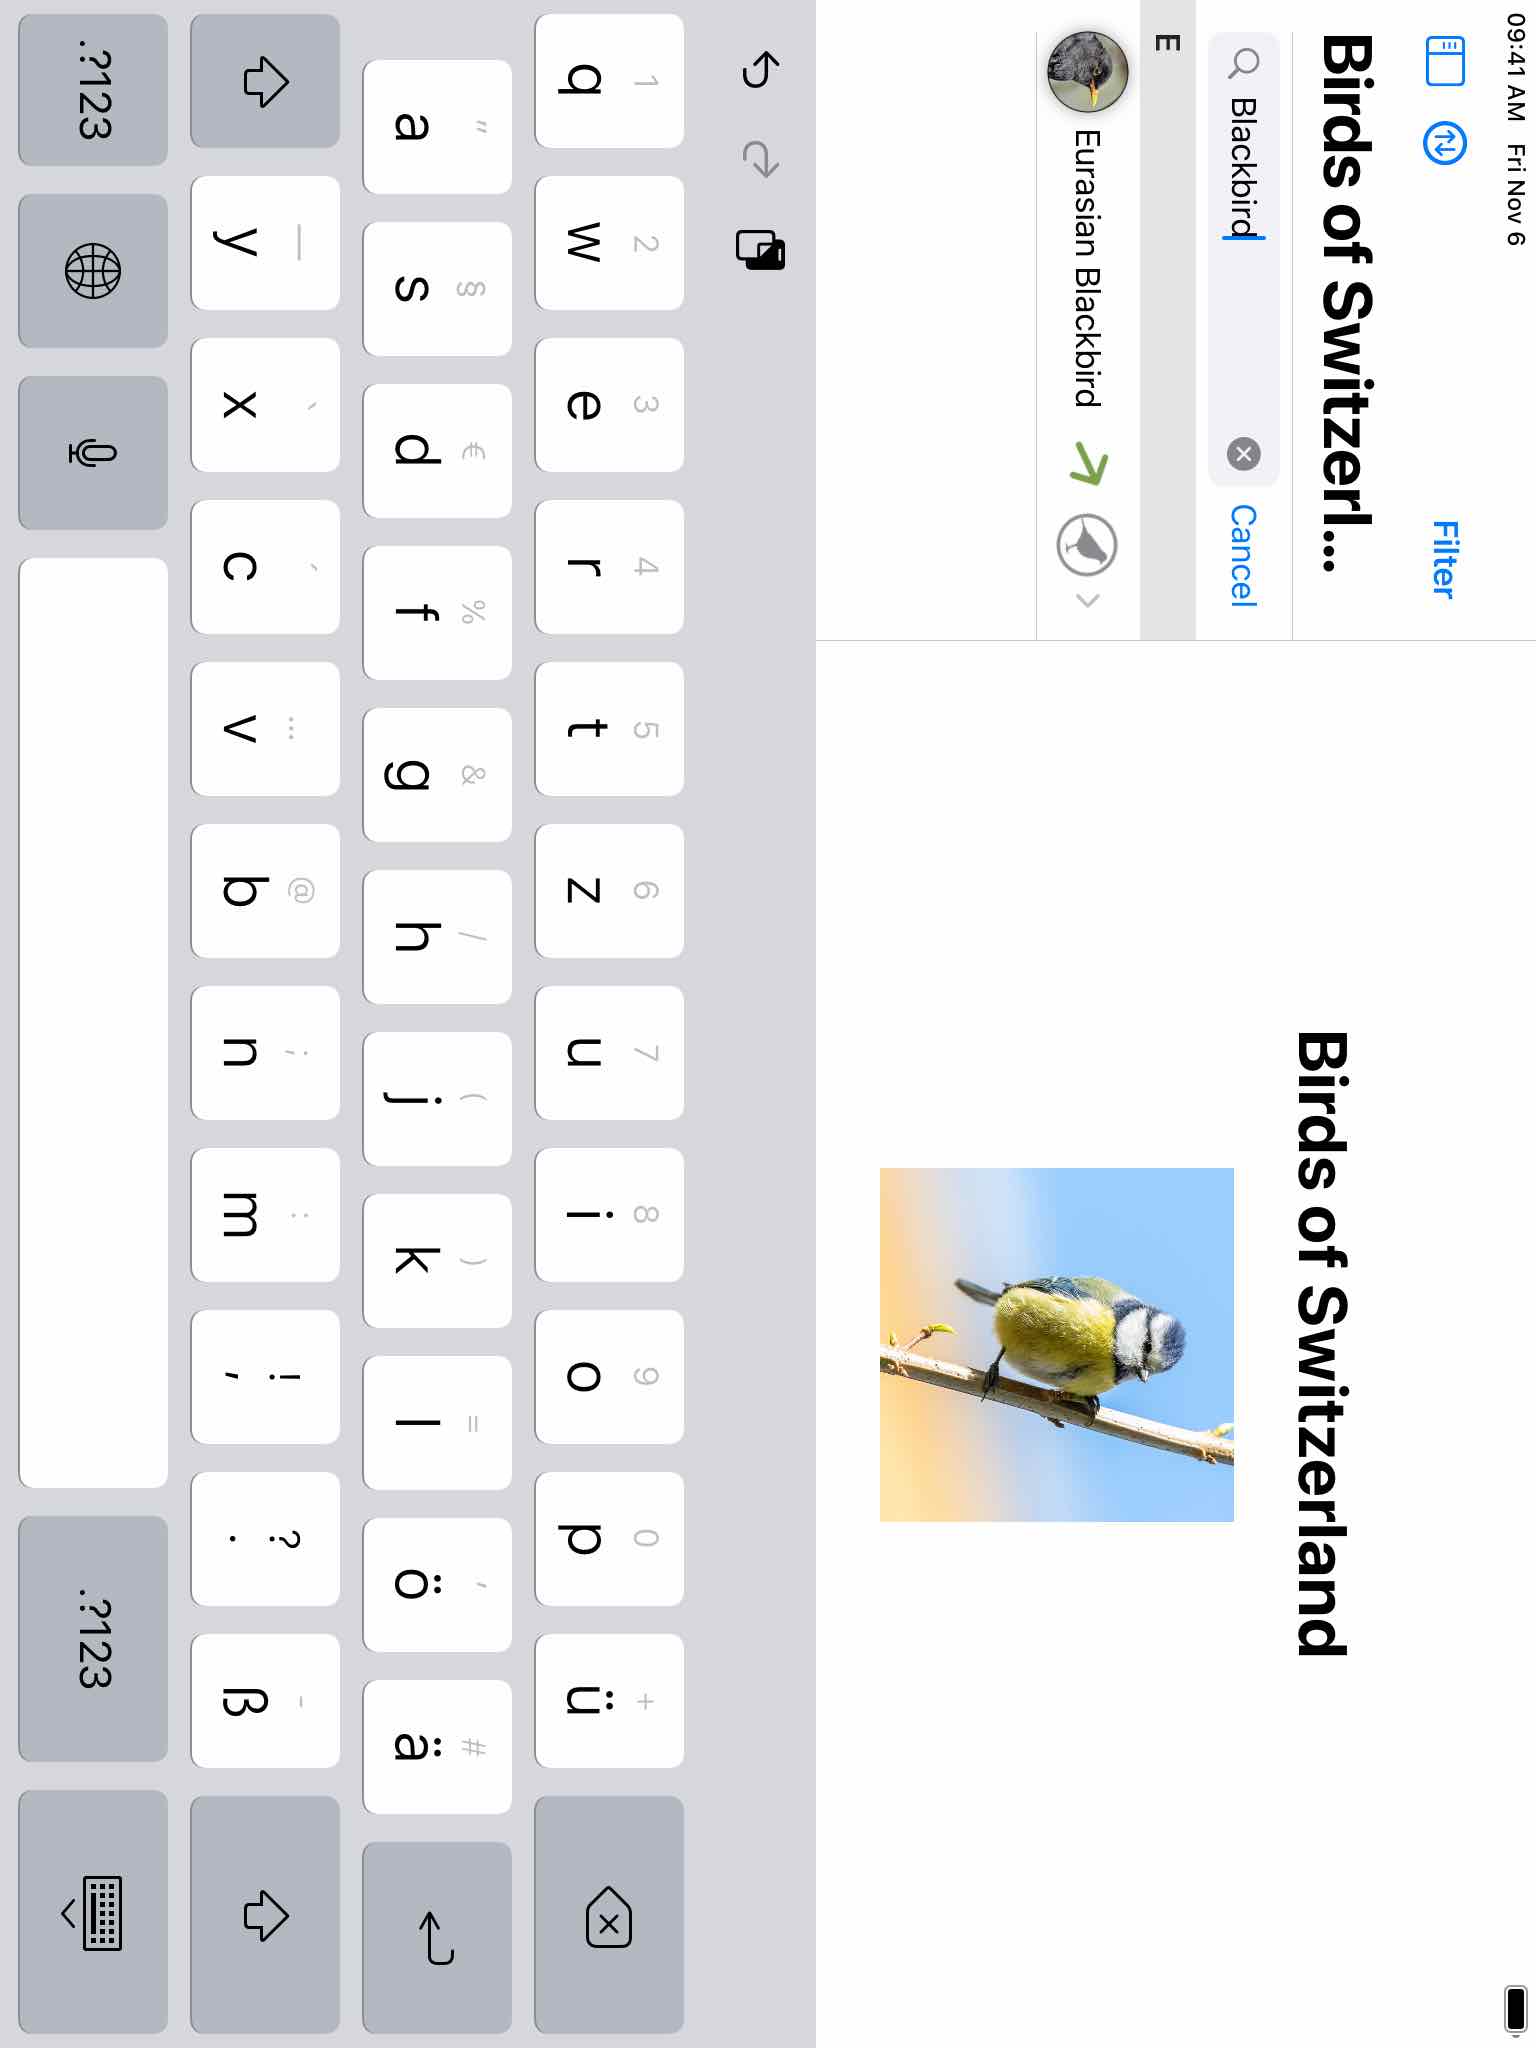 09:41 AM Fri Nov 6
Filter
Birds of Switzerl...
Blackbird
Cancel
E
Eurasian Blackbird
Birds of Switzerland
1 2 3 4 5 6 7 8 9 0 +
q w e r t z u i o p ü
" § € % & / ( ) = ' #
a s d f g h j k l ö ä
— ` ´ ... @ ; : ! ? -
y x c v b n m , . ß
.?123 .?123